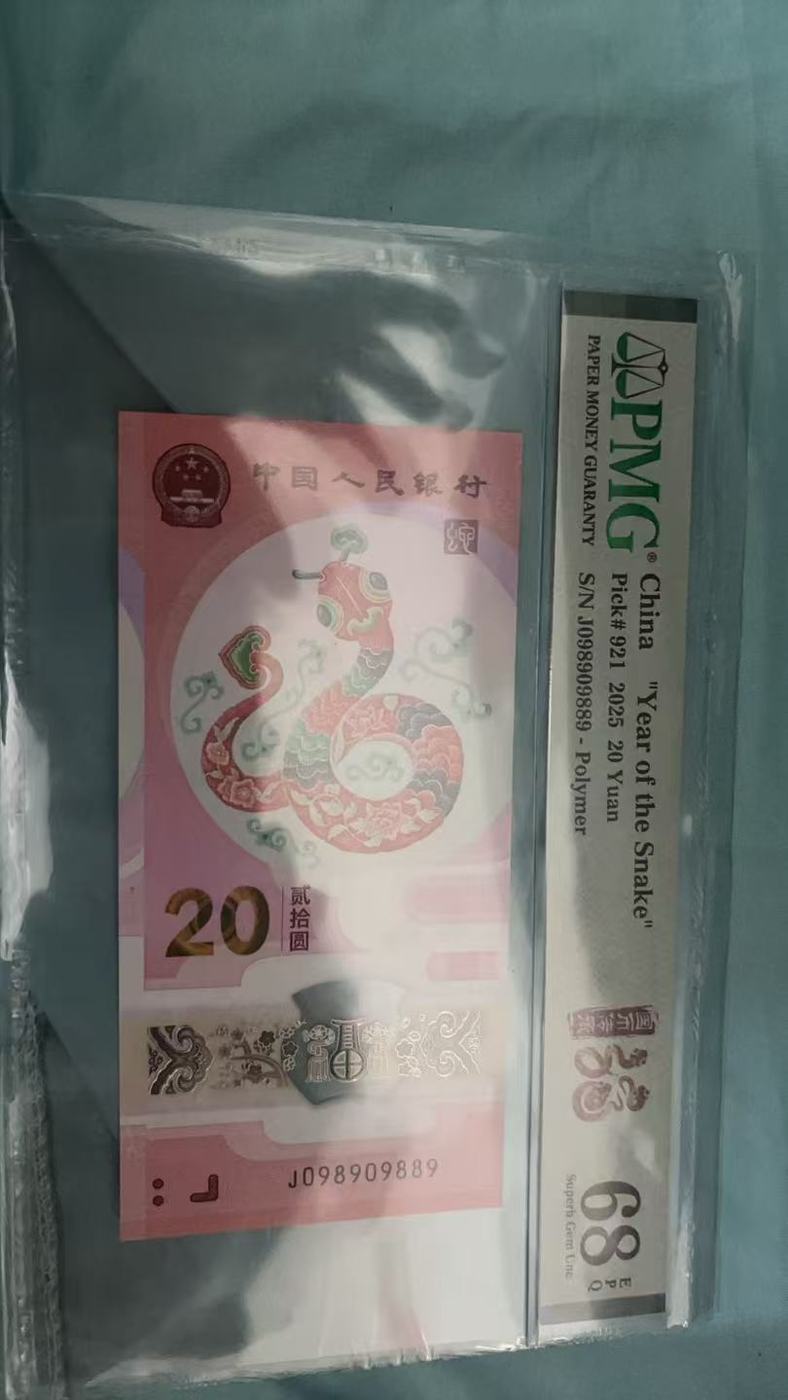 PMG®
PAPER MONEY GUARANTY
China "Year of the Snake"
Pick# 921 2025 20 Yuan
S/N J098909889 - Polymer
68
EPQ
Superb Gem Unc
中国人民银行
20
贰拾圆
J098909889